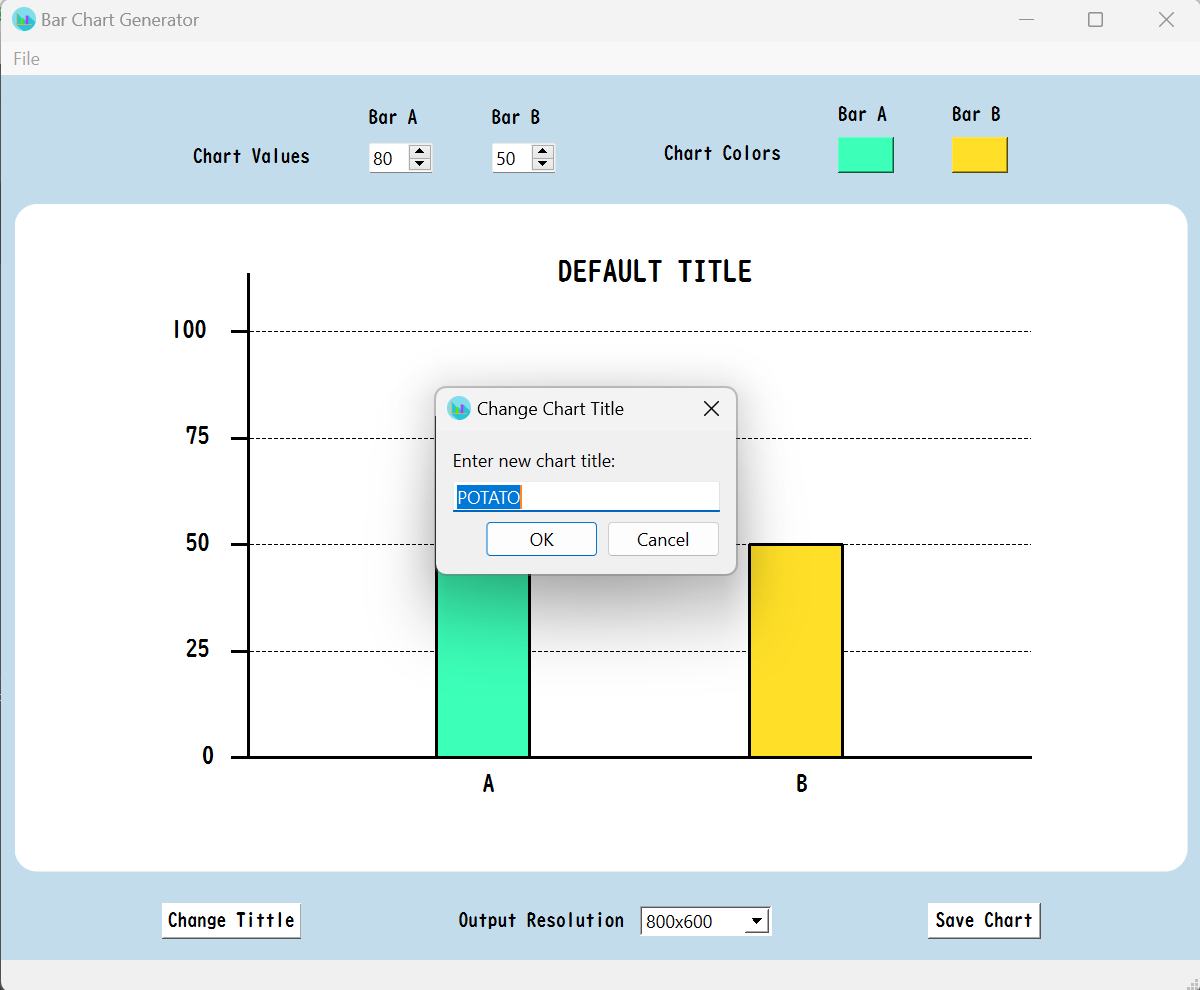 Bar Chart Generator
File
Bar A Bar B
Chart Values 80 50
Bar A Bar B
Chart Colors
DEFAULT TITLE
100
75
50
25
0
A B
Change Chart Title
Enter new chart title:
POTATO
OK Cancel
Change Tittle Output Resolution 800x600 Save Chart